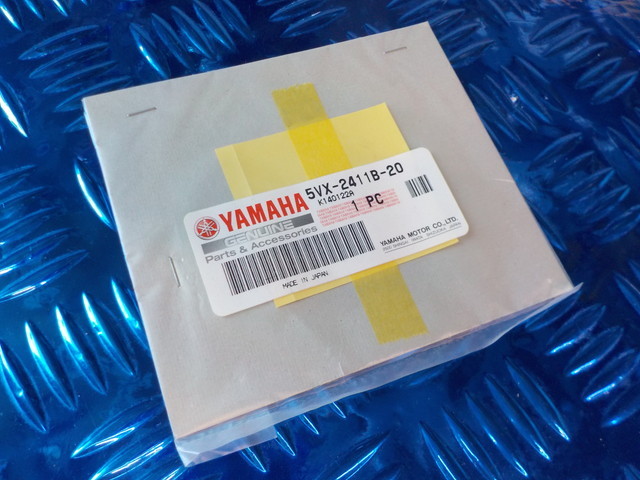 5VX-2411B-20
K140122A
YAMAHA
1 PC
GENUINE
Parts & Accessories
YAMAHA MOTOR CO.,LTD.
MADE IN JAPAN